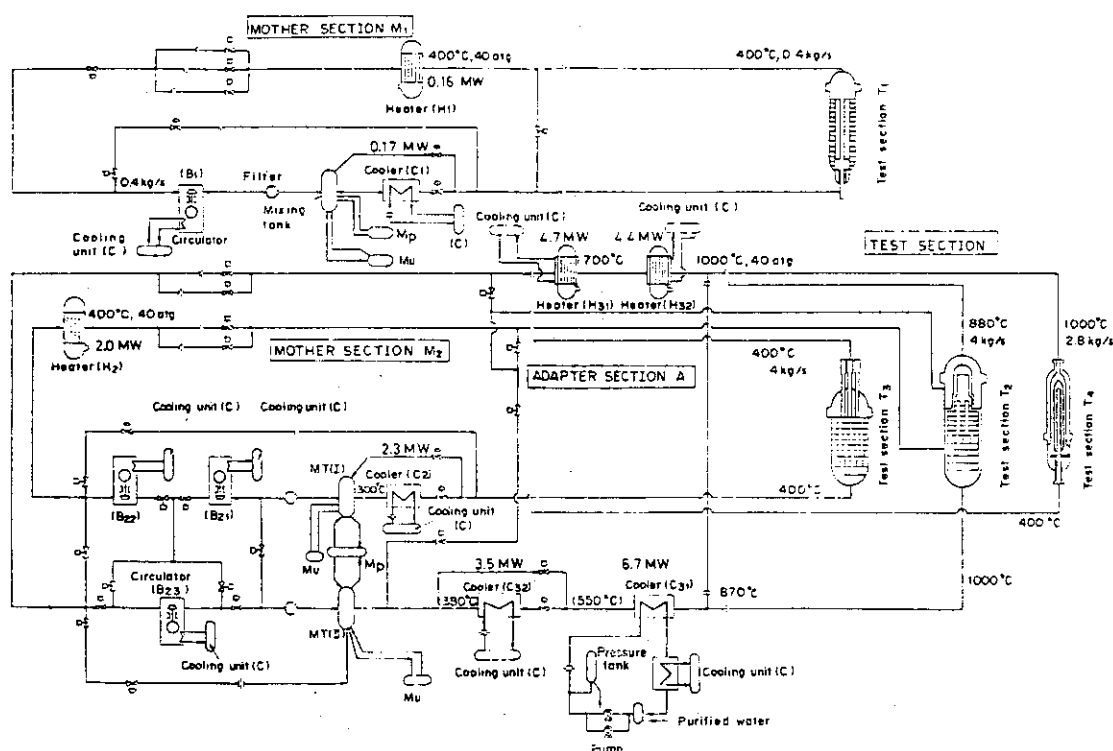 MOTHER SECTION M1
400°C, 40 atg
0.16 MW
Heater (H1)
400°C, 0.4 kg/s
Test section T1
0.17 MW
Cooler (C1)
Filter
(B1)
0.4 kg/s
Mixing
tank
Circulator
Cooling
unit (C)
Mp
Mu
(C)
Cooling unit (C)
Cooling unit (C)
4.7 MW
4.4 MW
700°C
1000°C, 40 atg
Heater (H31)
Heater (H32)
TEST SECTION
400°C, 40 atg
2.0 MW
Heater (H2)
MOTHER SECTION M2
ADAPTER SECTION A
880°C
4 kg/s
1000°C
2.8 kg/s
400°C
4 kg/s
Test section T3
Test section T2
Test section T4
Cooling unit (C)
Cooling unit (C)
2.3 MW
MT(I)
300°C
Cooler (C2)
(B22)
(B21)
Cooling unit
(C)
400°C
400°C
Mu
Mp
Circulator
(B23)
3.5 MW
6.7 MW
Cooler (C32)
Cooler (C31)
(550°C)
870°C
1000°C
Cooling unit (C)
Mu
Cooling unit (C)
Pressure
tank
Cooling
unit (C)
Purified water
Pump